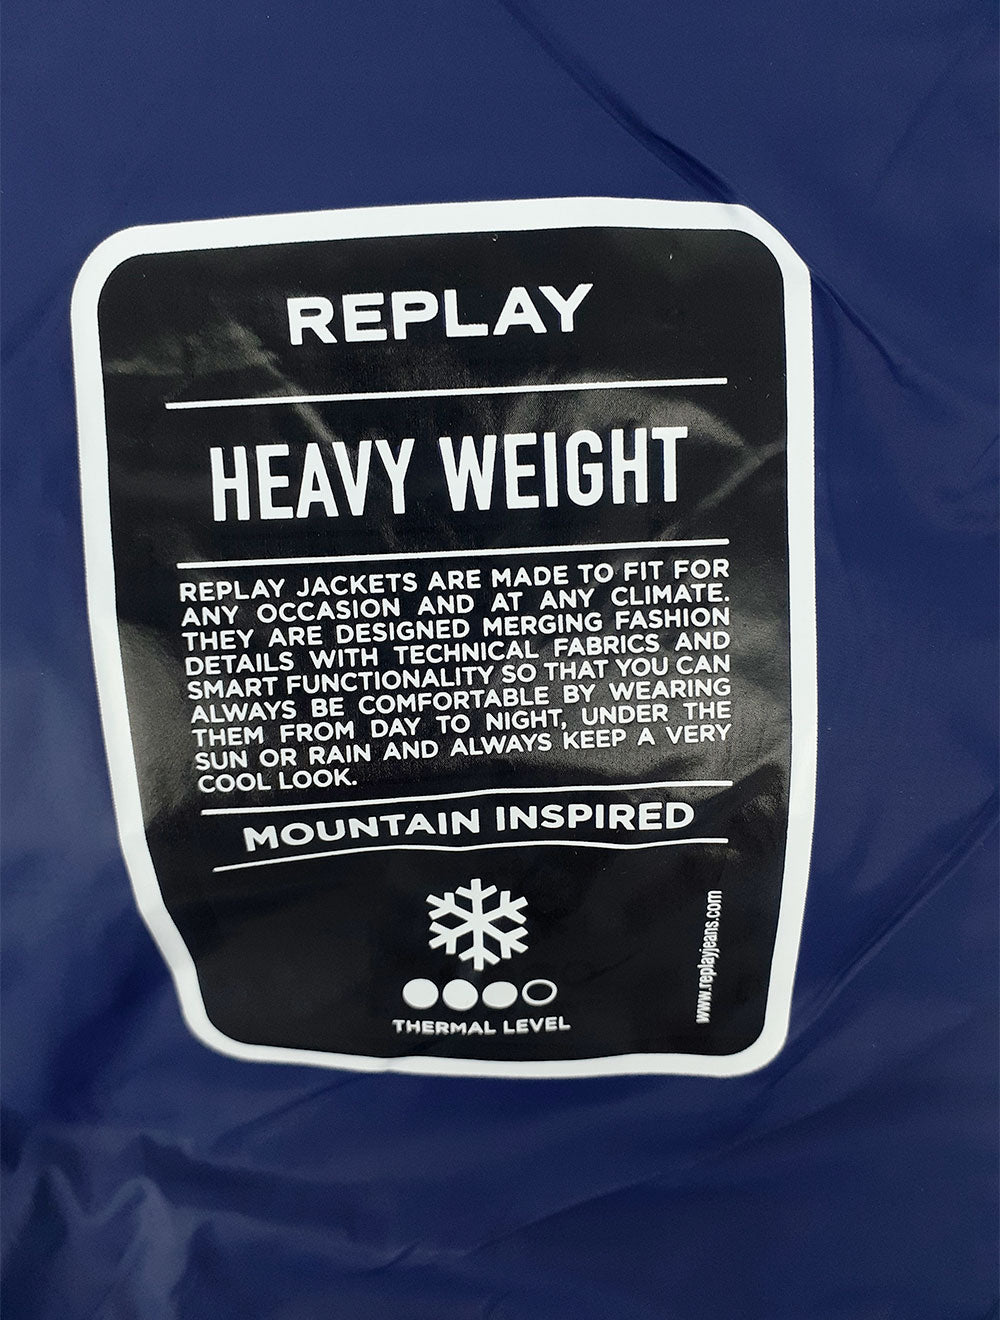 REPLAY
HEAVY WEIGHT
REPLAY JACKETS ARE MADE TO FIT FOR
ANY OCCASION AND AT ANY CLIMATE.
THEY ARE DESIGNED MERGING FASHION
DETAILS WITH TECHNICAL FABRICS AND
SMART FUNCTIONALITY SO THAT YOU CAN
ALWAYS BE COMFORTABLE BY WEARING
THEM FROM DAY TO NIGHT, UNDER THE
SUN OR RAIN AND ALWAYS KEEP A VERY
COOL LOOK.
MOUNTAIN INSPIRED
THERMAL LEVEL
www.replayjeans.com